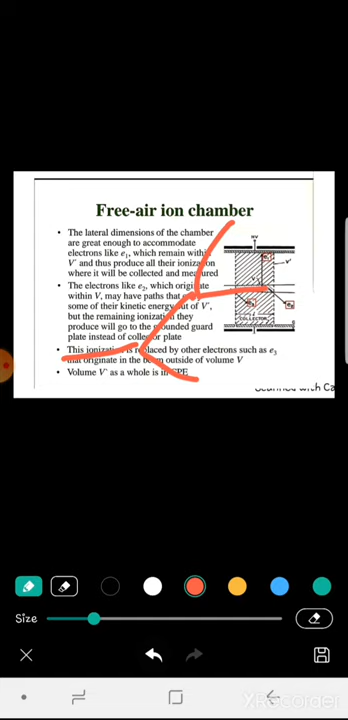 Free-air ion chamber
• The lateral dimensions of the chamber
are great enough to accommodate
electrons like e₁, which remain within
V' and thus produce all their ionization
where it will be collected and measured
• The electrons like e₂, which originate
within V, may have paths that
some of their kinetic energy out of V',
but the remaining ionization they
produce will go to the grounded guard
plate instead of collector plate
• This ionization is replaced by other electrons such as e₃
that originate in the beam outside of volume V
• Volume V' as a whole is in CPE
HV
V'
V
COLLECTOR
Scanned with Ca
Size
XRecorder